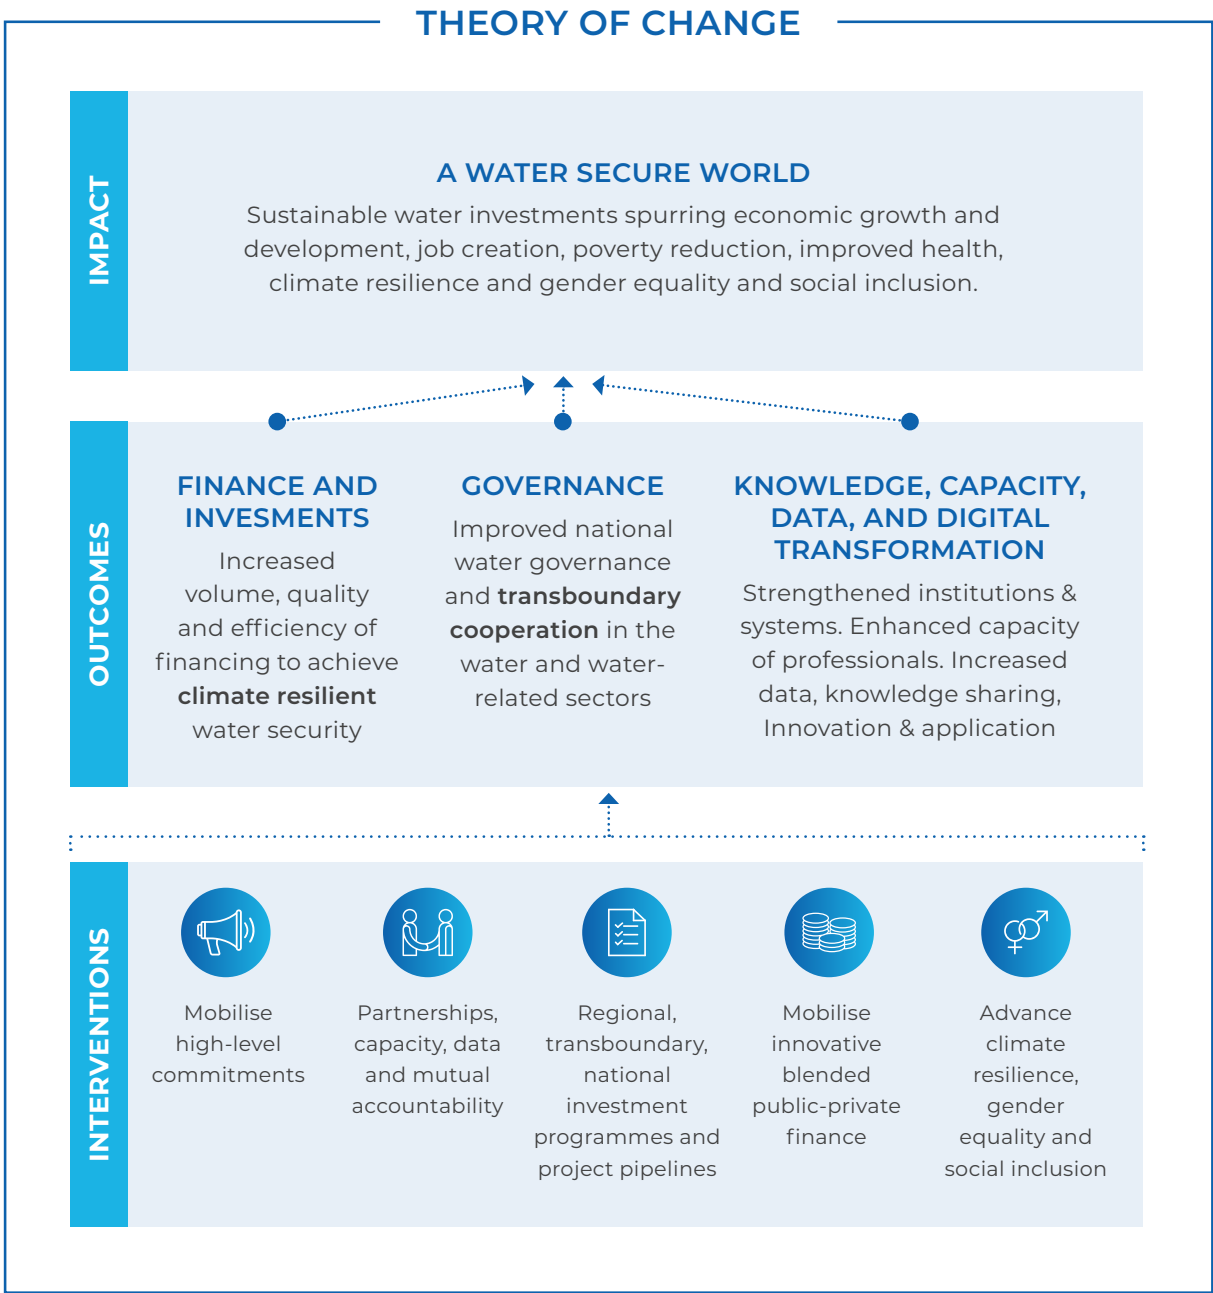 THEORY OF CHANGE
IMPACT
A WATER SECURE WORLD
Sustainable water investments spurring economic growth and
development, job creation, poverty reduction, improved health,
climate resilience and gender equality and social inclusion.
OUTCOMES
FINANCE AND
INVESMENTS
Increased
volume, quality
and efficiency of
financing to achieve
climate resilient
water security
GOVERNANCE
Improved national
water governance
and transboundary
cooperation in the
water and water-
related sectors
KNOWLEDGE, CAPACITY,
DATA, AND DIGITAL
TRANSFORMATION
Strengthened institutions &
systems. Enhanced capacity
of professionals. Increased
data, knowledge sharing,
Innovation & application
INTERVENTIONS
Mobilise
high-level
commitments
Partnerships,
capacity, data
and mutual
accountability
Regional,
transboundary,
national
investment
programmes and
project pipelines
Mobilise
innovative
blended
public-private
finance
Advance
climate
resilience,
gender
equality and
social inclusion